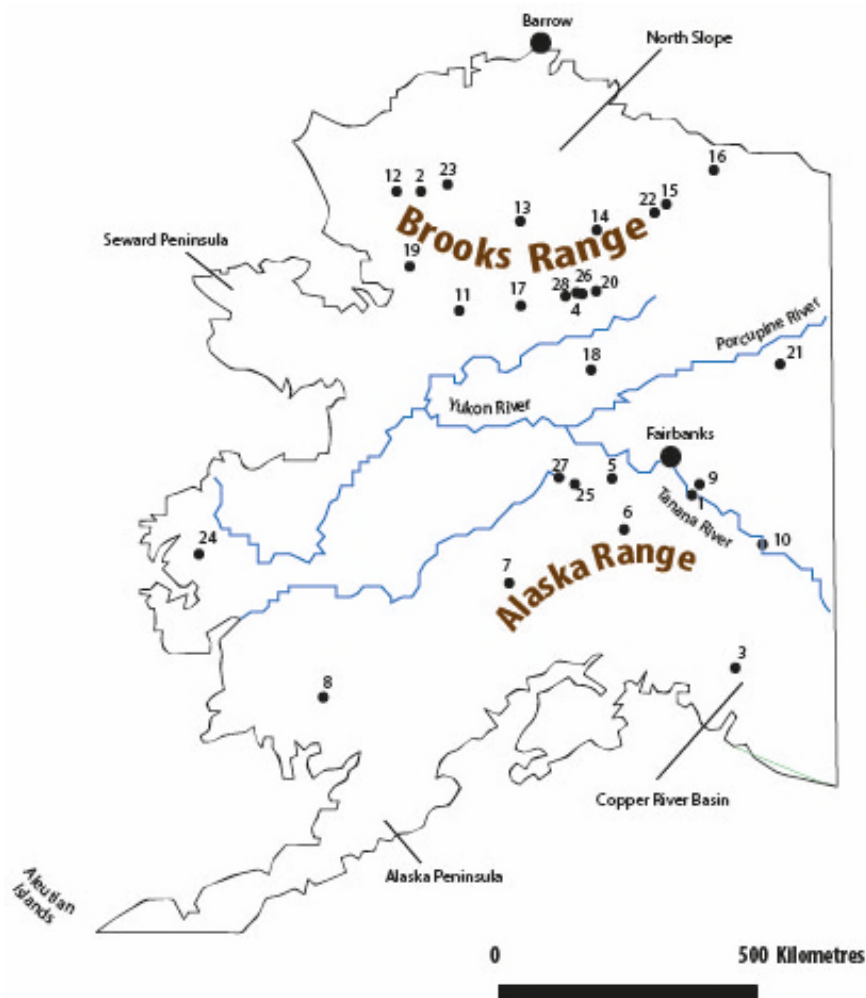 Barrow
North Slope
16
12
2
23
15
22
13
14
Brooks Range
Seward Peninsula
19
28
26
20
4
11
17
Porcupine River
18
21
Yukon River
Fairbanks
27
25
5
9
1
Tanana River
24
6
10
7
Alaska Range
3
8
Copper River Basin
Alaska Peninsula
Aleutian
Islands
0 500 Kilometres